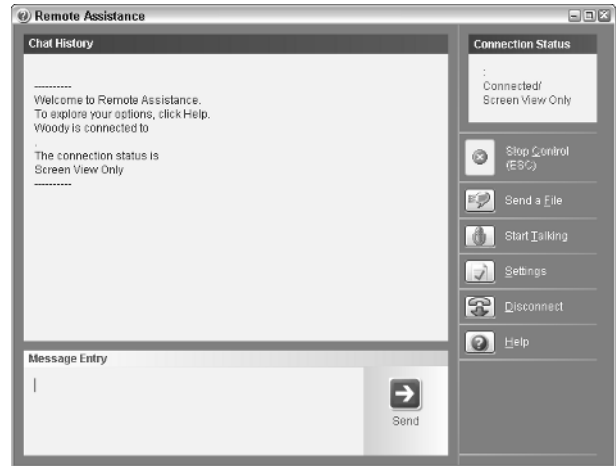 Remote Assistance
Chat History
----------
Welcome to Remote Assistance.
To explore your options, click Help.
Woody is connected to
.
The connection status is
Screen View Only
----------
Message Entry
Send
Connection Status
:
Connected/
Screen View Only
Stop Control
(ESC)
Send a File
Start Talking
Settings
Disconnect
Help